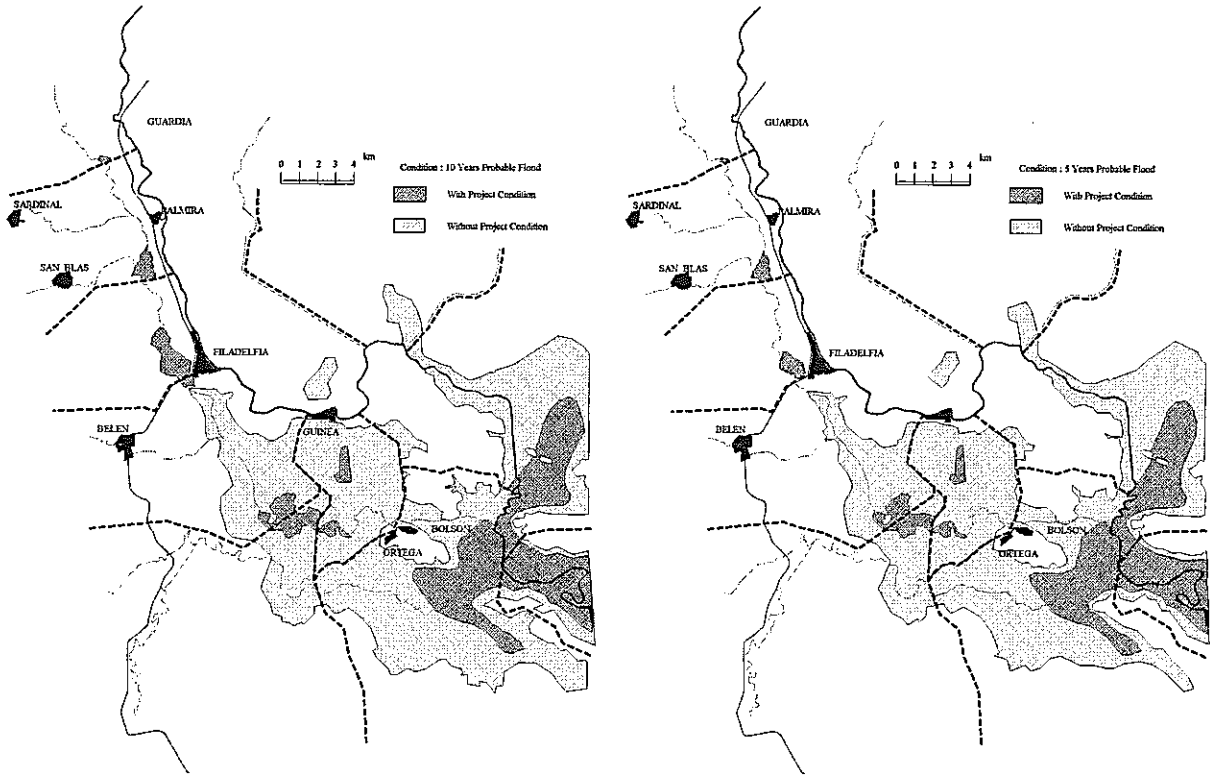 GUARDIA
km
0 1 2 3 4
Condition : 10 Years Probable Flood
With Project Condition
SARDINAL
PALMIRA
Without Project Condition
SAN BLAS
FILADELFIA
BELEN
GUINEA
BOLSON
ORTEGA
GUARDIA
km
0 1 2 3 4
Condition : 5 Years Probable Flood
With Project Condition
SARDINAL
PALMIRA
Without Project Condition
SAN BLAS
FILADELFIA
BELEN
GUINEA
BOLSON
ORTEGA